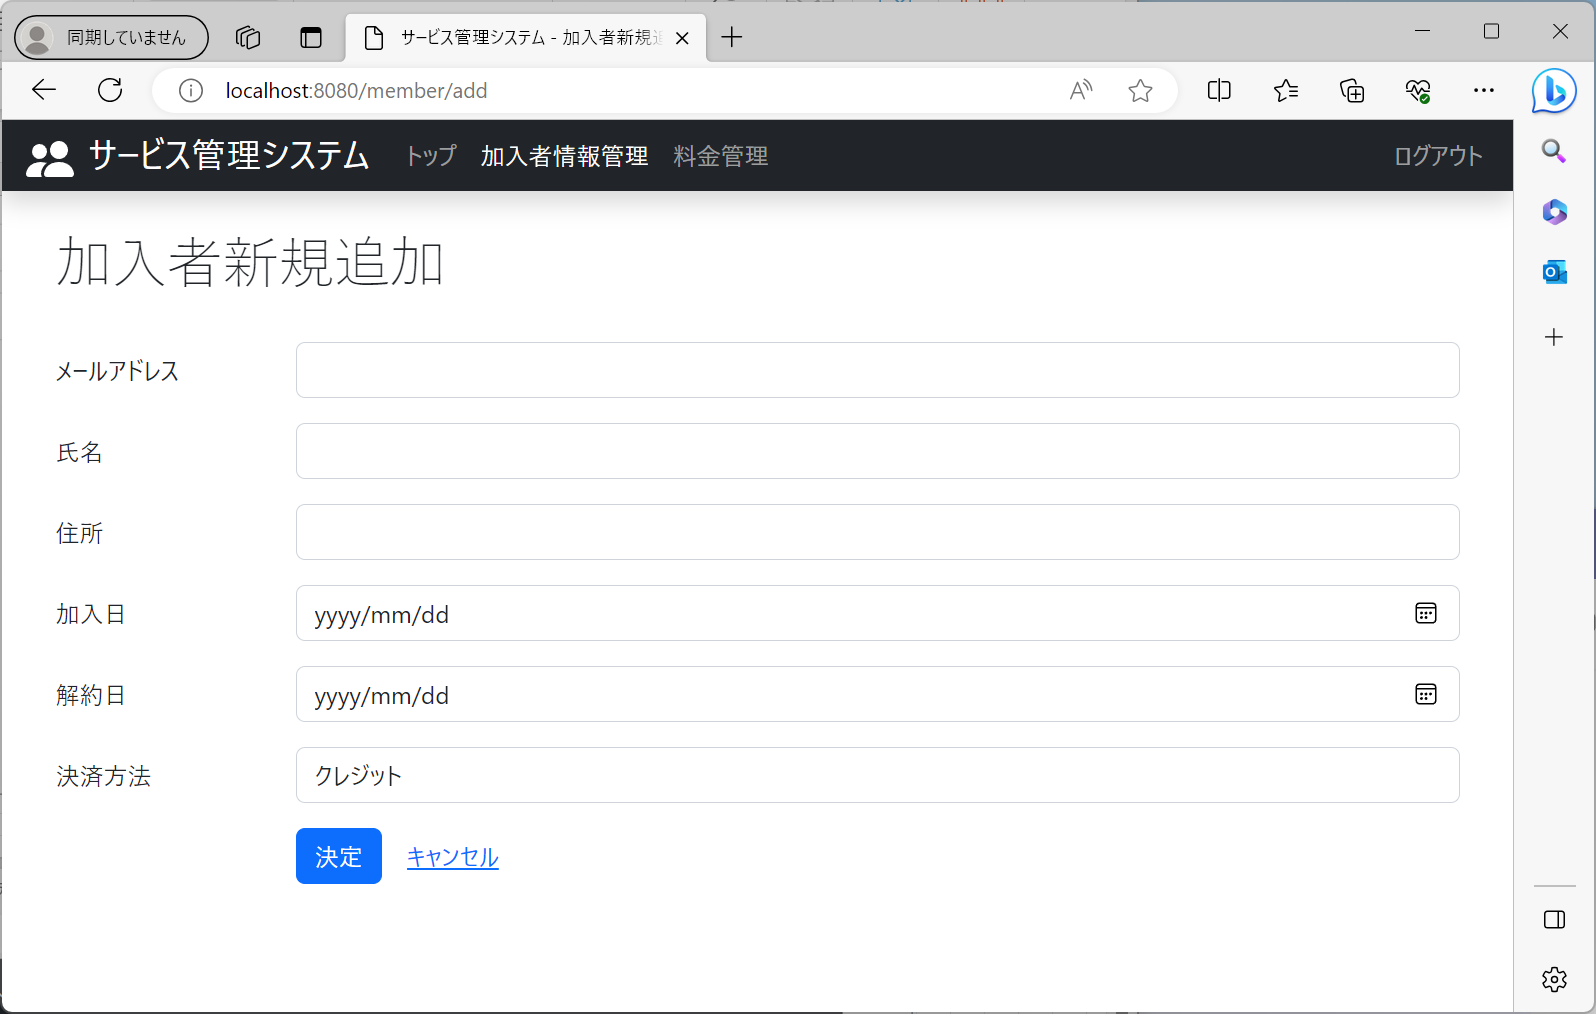 同期していません
サービス管理システム - 加入者新規
localhost:8080/member/add
サービス管理システム トップ 加入者情報管理 料金管理 ログアウト
加入者新規追加
メールアドレス
氏名
住所
加入日 yyyy/mm/dd
解約日 yyyy/mm/dd
決済方法 クレジット
決定 キャンセル